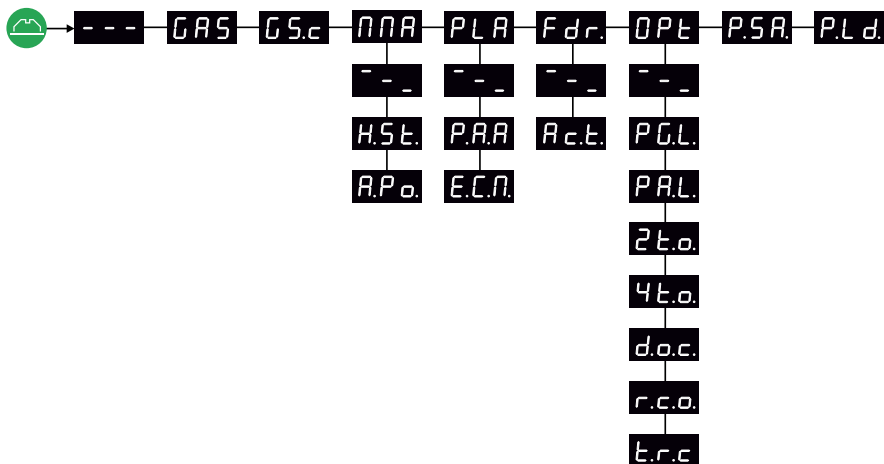 --- GAS GS.c MMA PLA Fdr. OPt P.SA. P.Ld.
¯-_ ¯-_ ¯-_ ¯-_
H.St. P.A.A Ac.t. PG.L.
A.Po. E.C.M. PA.L.
2t.o.
4t.o.
d.o.c.
r.c.o.
t.r.c